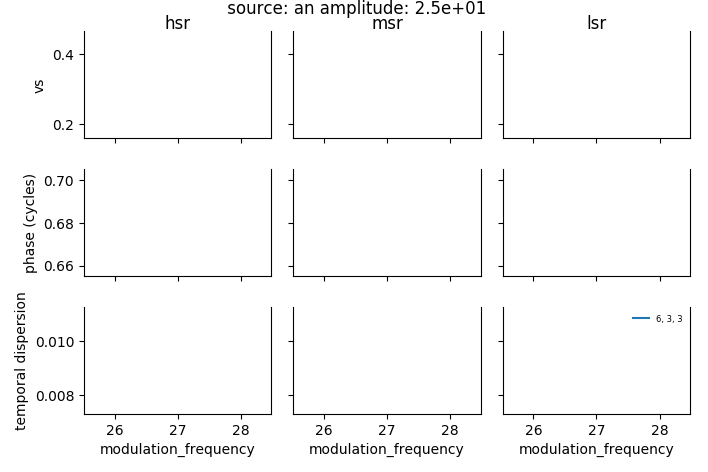 source: an amplitude: 2.5e+01
hsr
msr
lsr
0.4
0.2
vs
0.70
0.68
0.66
phase (cycles)
0.010
0.008
temporal dispersion
6, 3, 3
26 27 28
26 27 28
26 27 28
modulation_frequency
modulation_frequency
modulation_frequency